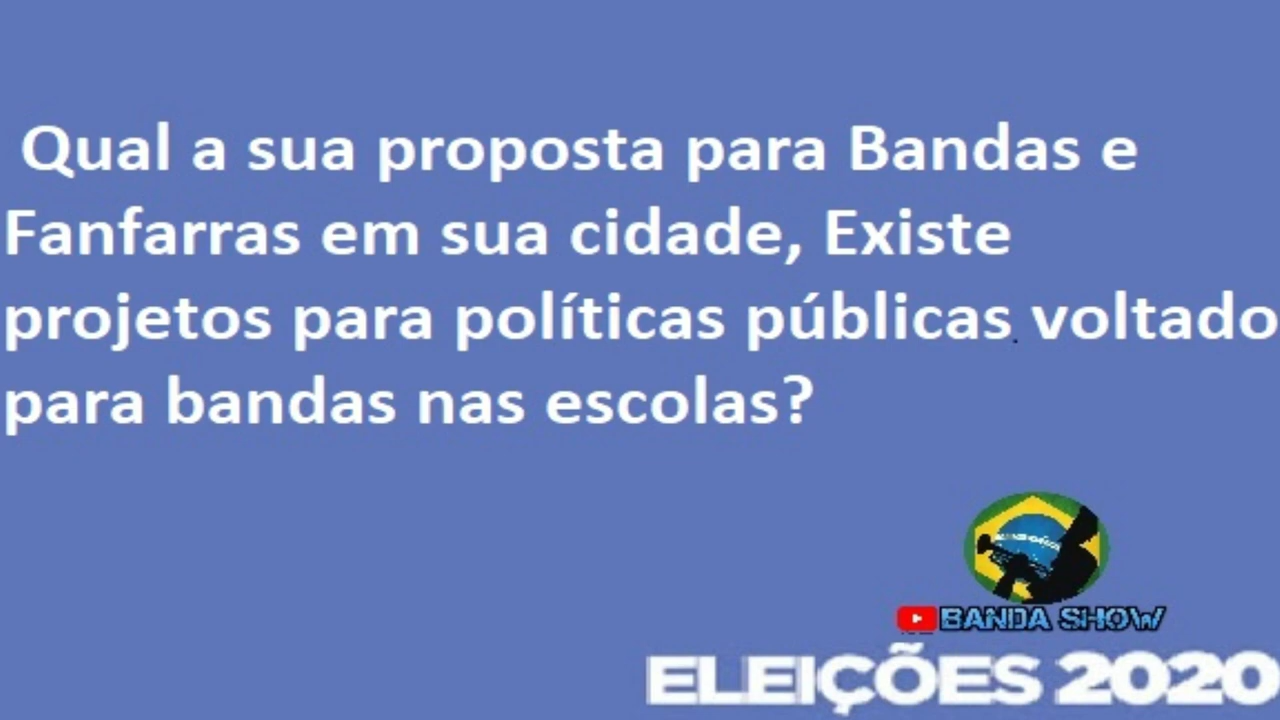 Qual a sua proposta para Bandas e
Fanfarras em sua cidade, Existe
projetos para políticas públicas voltado
para bandas nas escolas?
BANDA SHOW
ELEIÇÕES 2020